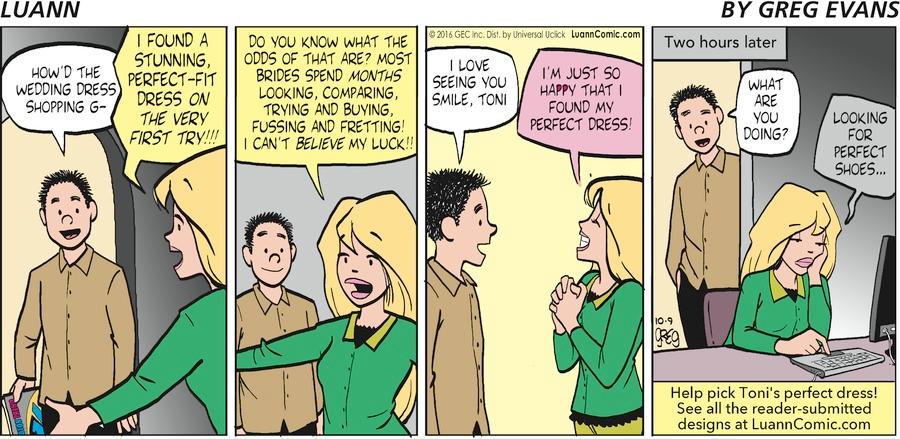 LUANN
BY GREG EVANS
HOW'D THE
WEDDING DRESS
SHOPPING G-
I FOUND A
STUNNING,
PERFECT-FIT
DRESS ON
THE VERY
FIRST TRY!!!
DO YOU KNOW WHAT THE
ODDS OF THAT ARE? MOST
BRIDES SPEND MONTHS
LOOKING, COMPARING,
TRYING AND BUYING,
FUSSING AND FRETTING!
I CAN'T BELIEVE MY LUCK!!
© 2016 GEC Inc. Dist. by Universal Uclick LuannComic.com
I LOVE
SEEING YOU
SMILE, TONI
I'M JUST SO
HAPPY THAT I
FOUND MY
PERFECT DRESS!
Two hours later
WHAT
ARE
YOU
DOING?
LOOKING
FOR
PERFECT
SHOES...
10-9
GREG
Help pick Toni's perfect dress!
See all the reader-submitted
designs at LuannComic.com